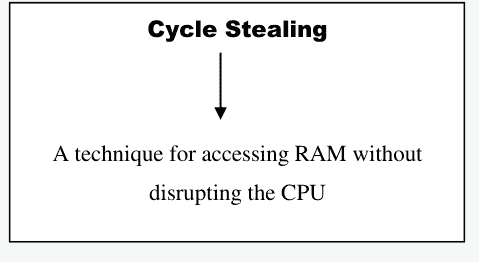 Cycle Stealing
A technique for accessing RAM without
disrupting the CPU